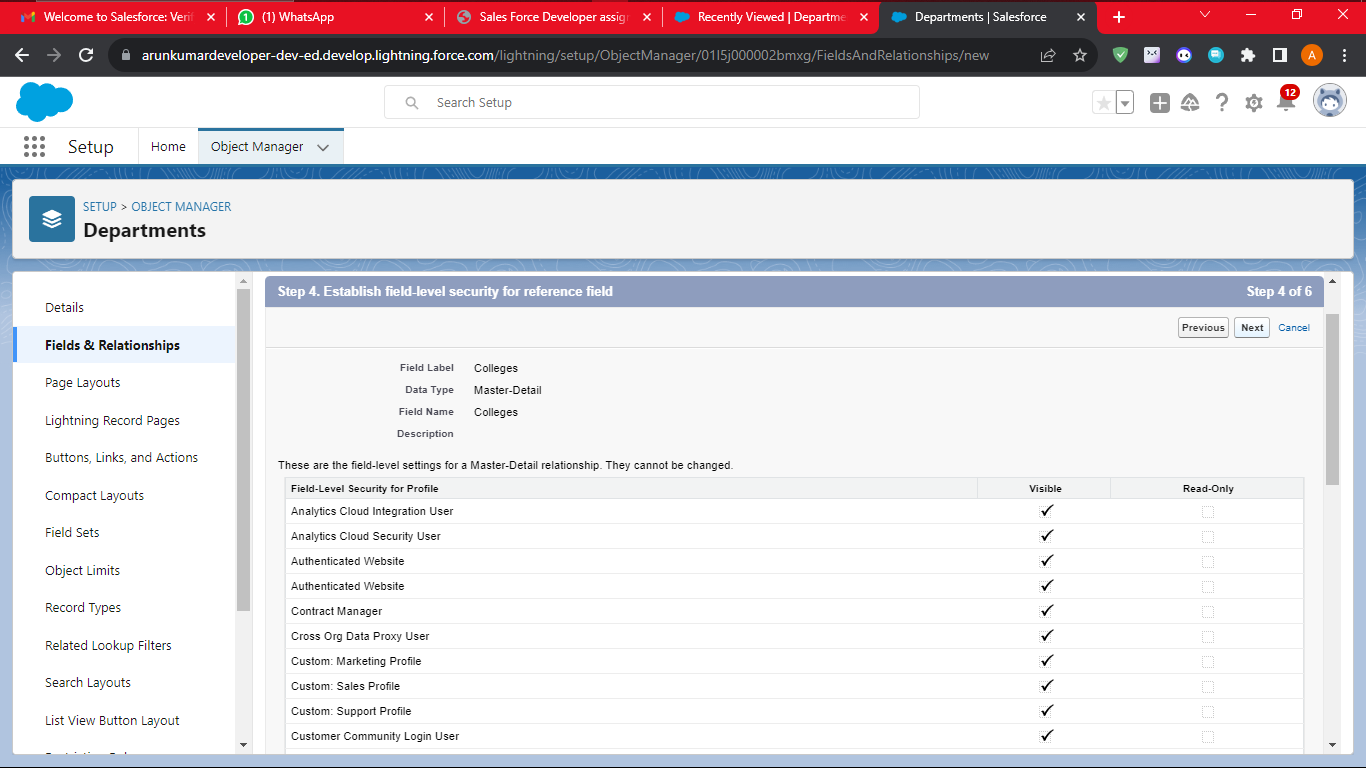 Welcome to Salesforce: Verif
(1) WhatsApp
Sales Force Developer assign
Recently Viewed | Departme
Departments | Salesforce
arunkumardeveloper-dev-ed.develop.lightning.force.com/lightning/setup/ObjectManager/01I5j000002bmxg/FieldsAndRelationships/new
A
Search Setup
12
Setup
Home
Object Manager
SETUP > OBJECT MANAGER
Departments
Details
Fields & Relationships
Page Layouts
Lightning Record Pages
Buttons, Links, and Actions
Compact Layouts
Field Sets
Object Limits
Record Types
Related Lookup Filters
Search Layouts
List View Button Layout
Step 4. Establish field-level security for reference field
Step 4 of 6
Previous Next Cancel
Field Label Colleges
Data Type Master-Detail
Field Name Colleges
Description
These are the field-level settings for a Master-Detail relationship. They cannot be changed.
Field-Level Security for Profile Visible Read-Only
Analytics Cloud Integration User
Analytics Cloud Security User
Authenticated Website
Authenticated Website
Contract Manager
Cross Org Data Proxy User
Custom: Marketing Profile
Custom: Sales Profile
Custom: Support Profile
Customer Community Login User